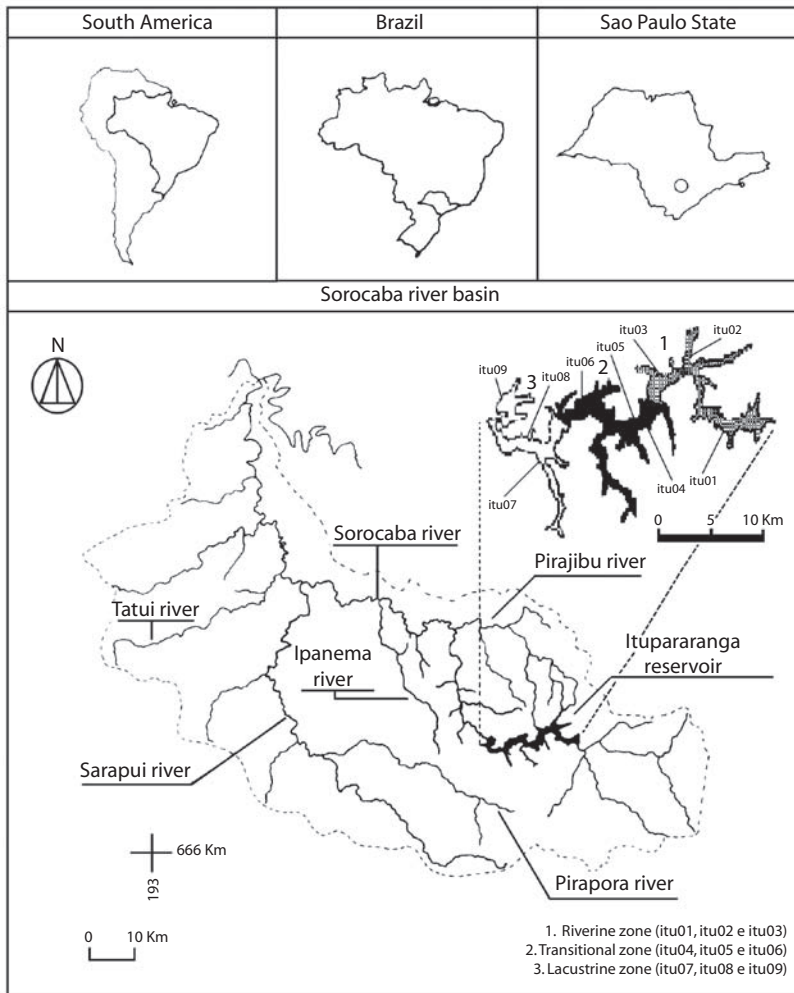 South America
Brazil
Sao Paulo State
Sorocaba river basin
N
itu09
3
itu08
itu06
2
itu05
itu03
1
itu02
itu07
itu04
itu01
0 5 10 Km
Sorocaba river
Pirajibu river
Tatui river
Ipanema
river
Itupararanga
reservoir
Sarapui river
666 Km
193
Pirapora river
0 10 Km
1. Riverine zone (itu01, itu02 e itu03)
2. Transitional zone (itu04, itu05 e itu06)
3. Lacustrine zone (itu07, itu08 e itu09)